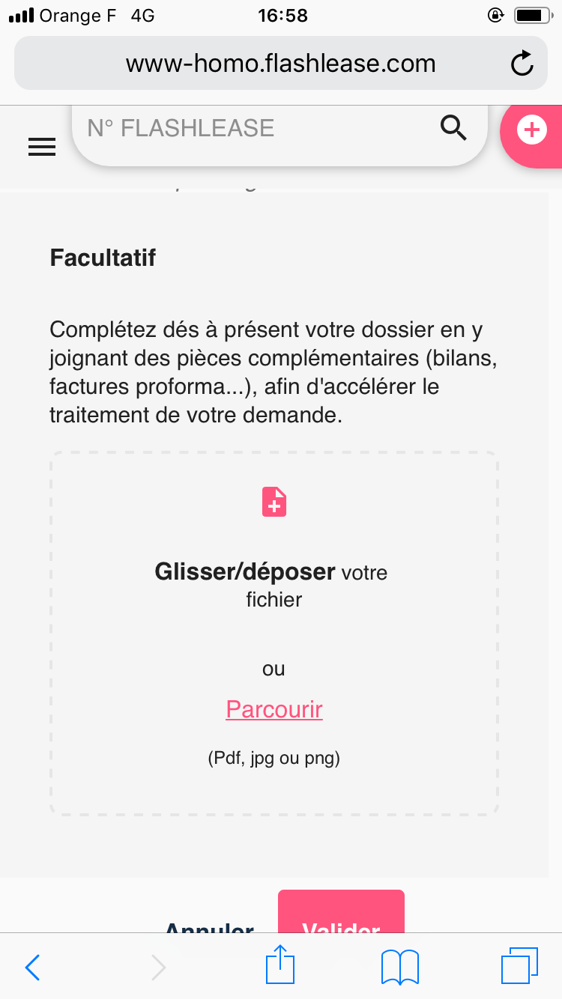 Orange F 4G 16:58
www-homo.flashlease.com
N° FLASHLEASE
Facultatif
Complétez dés à présent votre dossier en y
joignant des pièces complémentaires (bilans,
factures proforma...), afin d'accélérer le
traitement de votre demande.
Glisser/déposer votre
fichier
ou
Parcourir
(Pdf, jpg ou png)
Annuler Valider